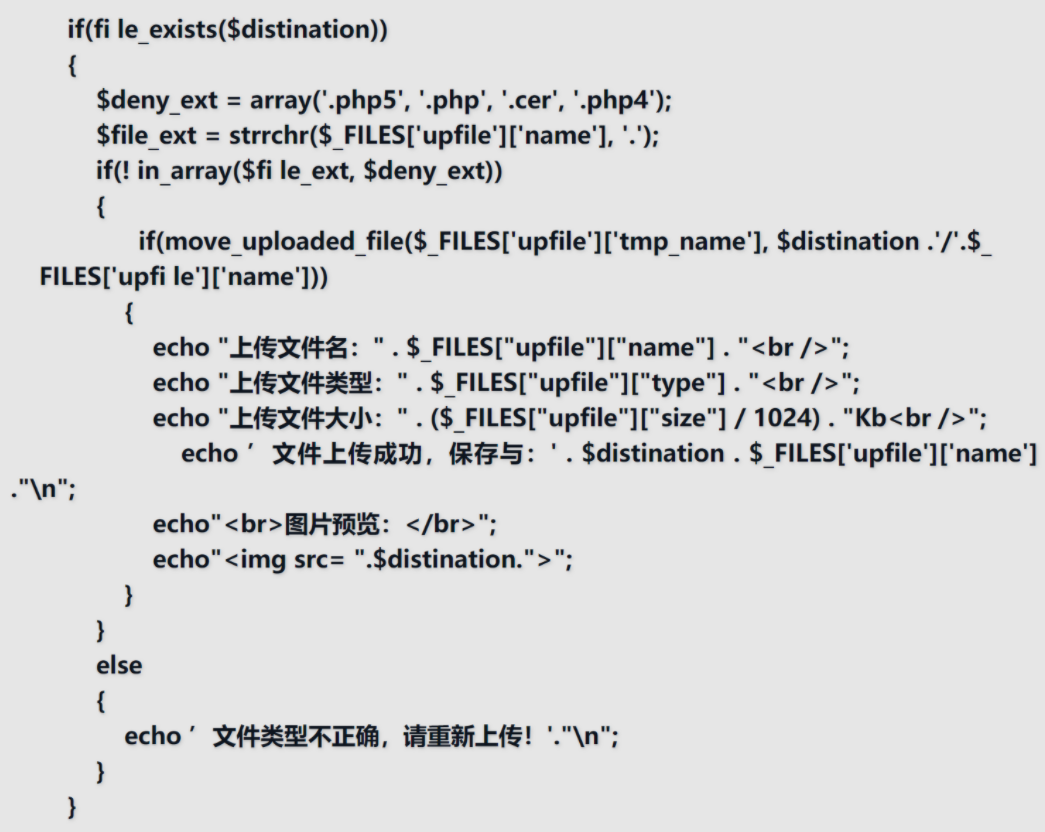 if(fi le_exists($distination))
{
$deny_ext = array('.php5', '.php', '.cer', '.php4');
$file_ext = strrchr($_FILES['upfile']['name'], '.');
if(! in_array($fi le_ext, $deny_ext))
{
if(move_uploaded_file($_FILES['upfile']['tmp_name'], $distination .'/'.$_
FILES['upfi le']['name']))
{
echo "上传文件名：" . $_FILES["upfile"]["name"] . "<br />";
echo "上传文件类型：" . $_FILES["upfile"]["type"] . "<br />";
echo "上传文件大小：" . ($_FILES["upfile"]["size"] / 1024) . "Kb<br />";
echo ′ 文件上传成功，保存与：' . $distination . $_FILES['upfile']['name']
."\n";
echo"<br>图片预览：</br>";
echo"<img src= ".$distination.">";
}
}
else
{
echo ′ 文件类型不正确，请重新上传！'."\n";
}
}